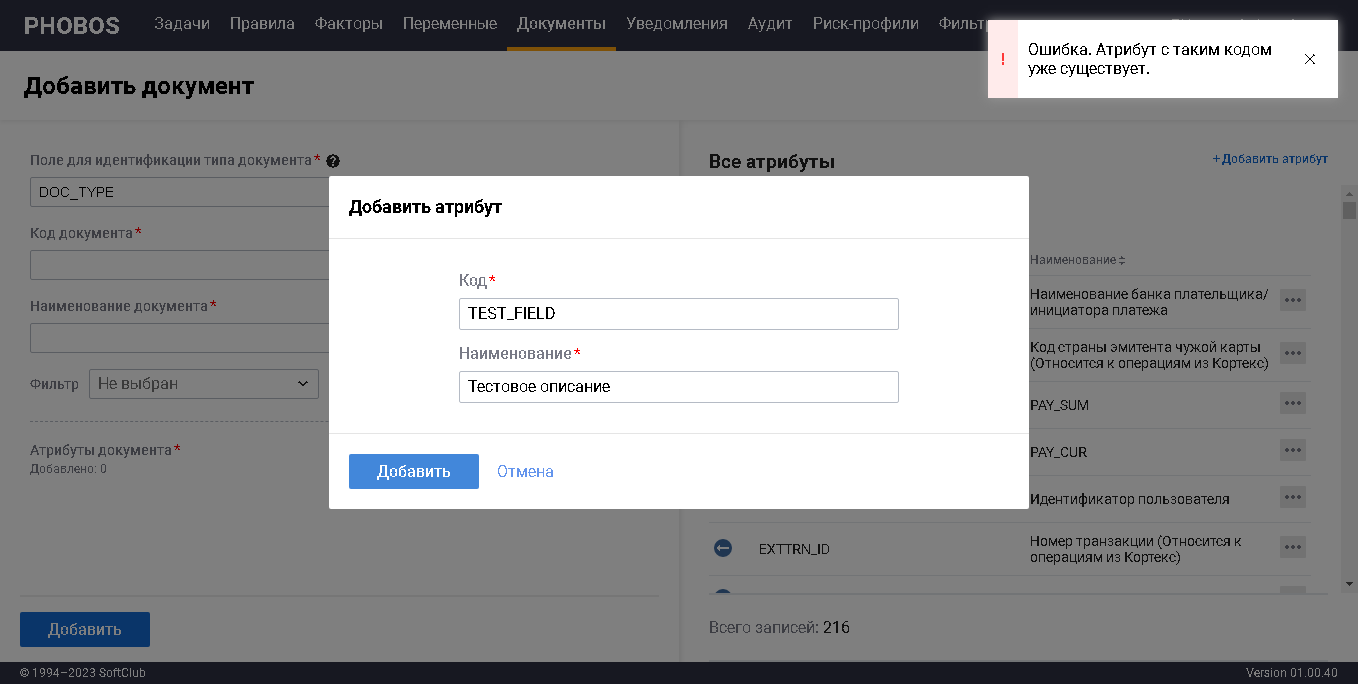 PHOBOS
Задачи Правила Факторы Переменные Документы Уведомления Аудит Риск-профили
Ошибка. Атрибут с таким кодом
уже существует.
Добавить документ
Поле для идентификации типа документа*
DOC_TYPE
Код документа*
Наименование документа*
Фильтр Не выбран
Атрибуты документа*
Добавлено: 0
Добавить
Добавить атрибут
Код*
TEST_FIELD
Наименование*
Тестовое описание
Добавить Отмена
Все атрибуты
+Добавить атрибут
Наименование
Наименование банка плательщика/
инициатора платежа
Код страны эмитента чужой карты
(Относится к операциям из Кортекс)
PAY_SUM
PAY_CUR
Идентификатор пользователя
EXTTRN_ID
Номер транзакции (Относится к
операциям из Кортекс)
Всего записей: 216
© 1994–2023 SoftClub
Version 01.00.40